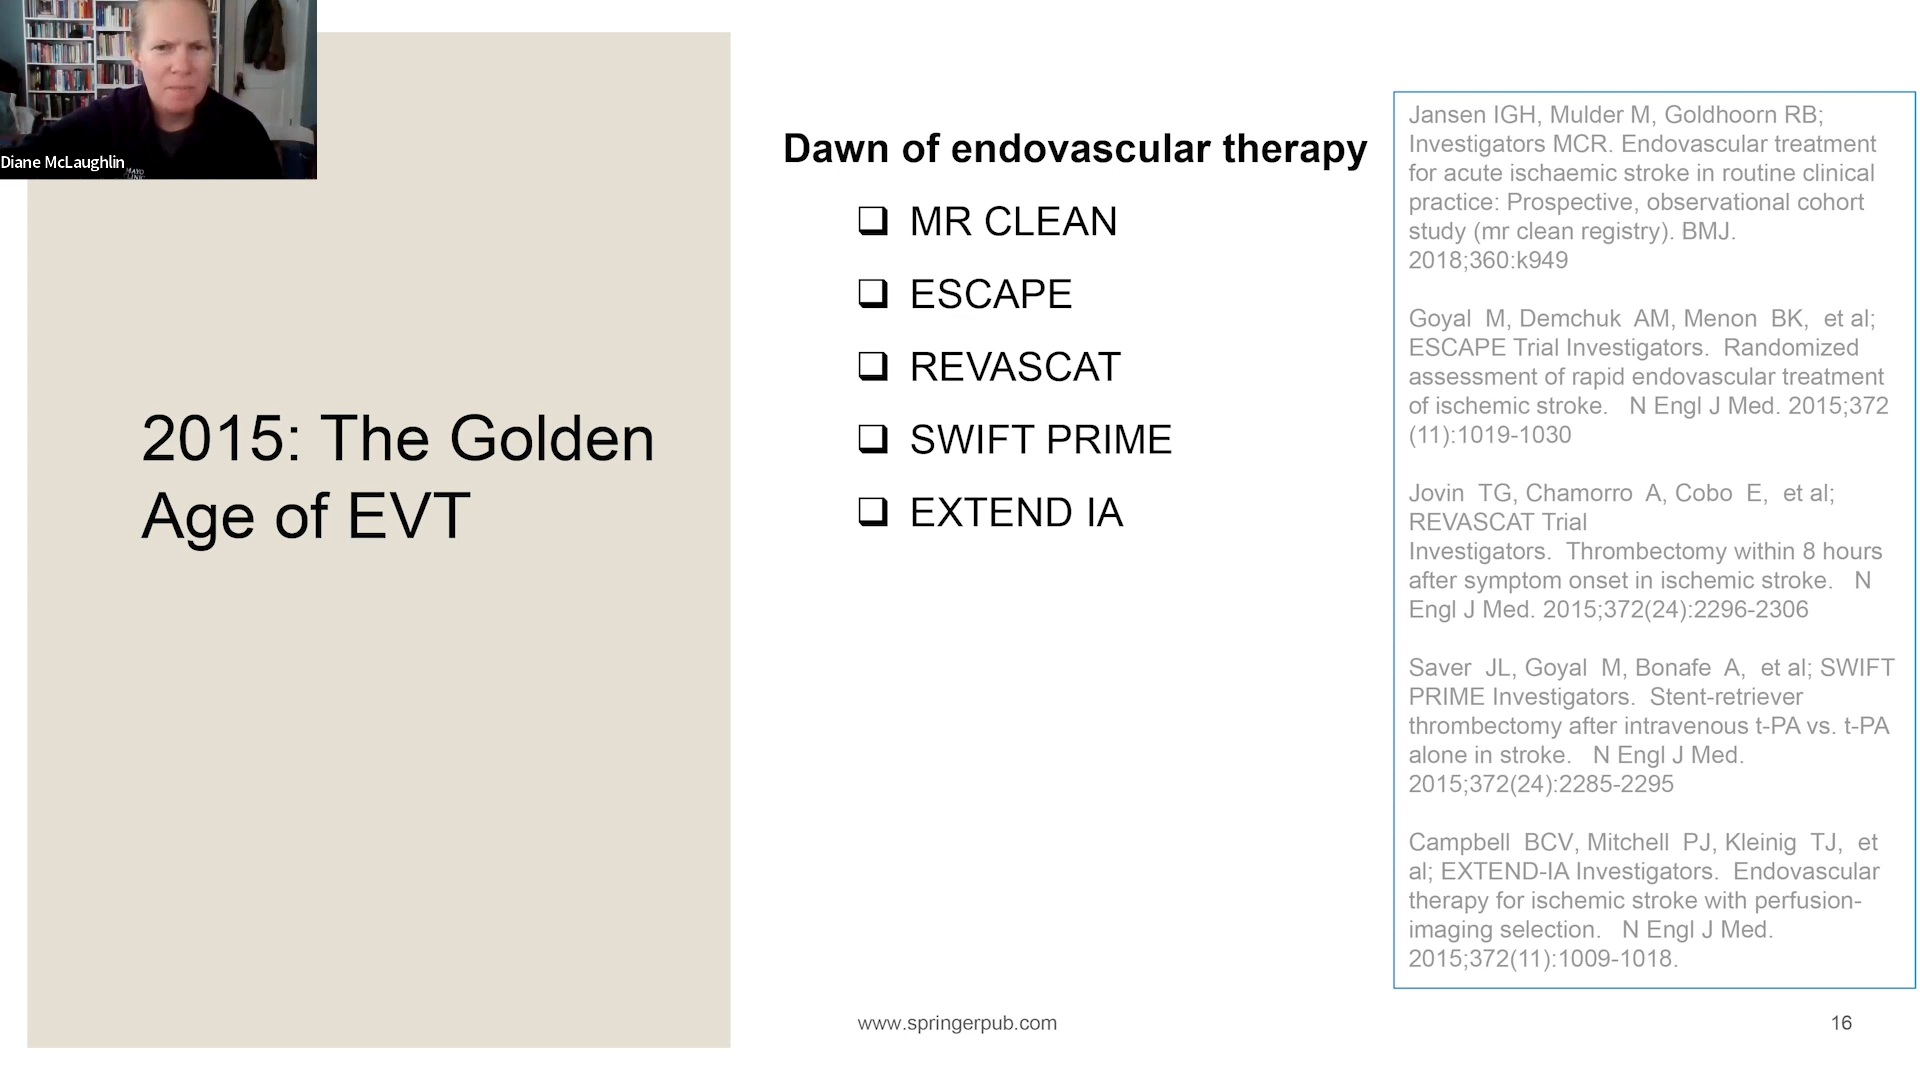 Diane McLaughlin
MAYO
CLINIC
2015: The Golden
Age of EVT
Dawn of endovascular therapy
MR CLEAN
ESCAPE
REVASCAT
SWIFT PRIME
EXTEND IA
Jansen IGH, Mulder M, Goldhoorn RB;
Investigators MCR. Endovascular treatment
for acute ischaemic stroke in routine clinical
practice: Prospective, observational cohort
study (mr clean registry). BMJ.
2018;360:k949
Goyal M, Demchuk AM, Menon BK, et al;
ESCAPE Trial Investigators. Randomized
assessment of rapid endovascular treatment
of ischemic stroke. N Engl J Med. 2015;372
(11):1019-1030
Jovin TG, Chamorro A, Cobo E, et al;
REVASCAT Trial
Investigators. Thrombectomy within 8 hours
after symptom onset in ischemic stroke. N
Engl J Med. 2015;372(24):2296-2306
Saver JL, Goyal M, Bonafe A, et al; SWIFT
PRIME Investigators. Stent-retriever
thrombectomy after intravenous t-PA vs. t-PA
alone in stroke. N Engl J Med.
2015;372(24):2285-2295
Campbell BCV, Mitchell PJ, Kleinig TJ, et
al; EXTEND-IA Investigators. Endovascular
therapy for ischemic stroke with perfusion-
imaging selection. N Engl J Med.
2015;372(11):1009-1018.
www.springerpub.com
16